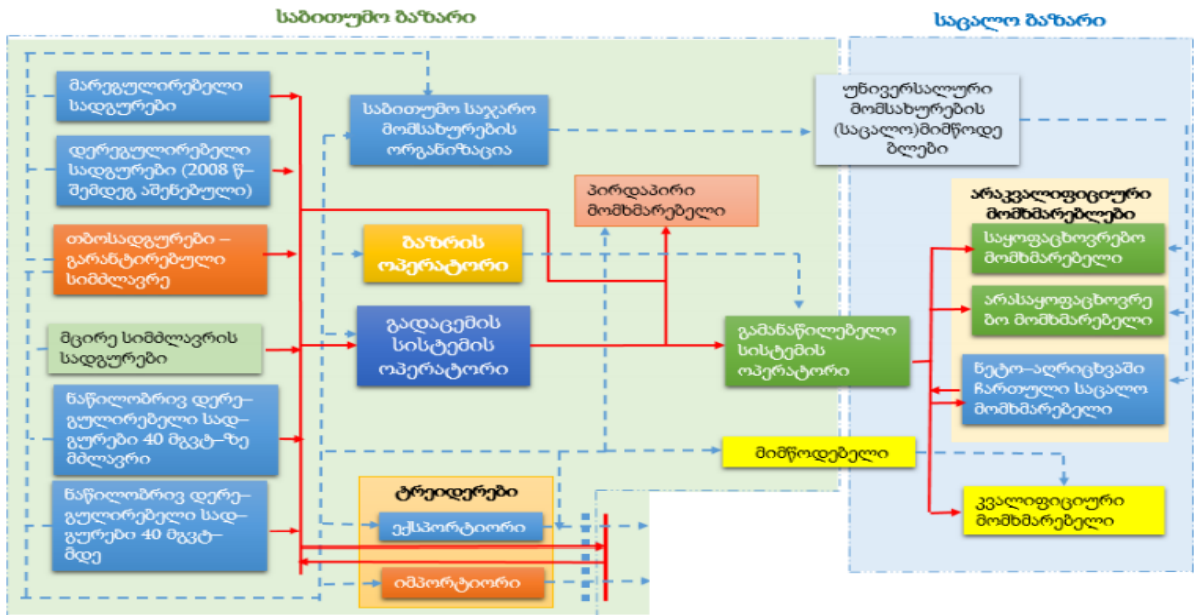 საბითუმო ბაზარი
საცალო ბაზარი
მარეგულირებელი
სადგურები
დერეგულირებელი
სადგურები (2008 წ–
შემდეგ აშენებული)
თბოსადგურები –
გარანტირებული
სიმძლავრე
მცირე სიმძლავრის
სადგურები
ნაწილობრივ დერე–
გულირებელი სად–
გურები 40 მგვტ–ზე
მძლავრი
ნაწილობრივ დერე–
გულირებელი სად–
გურები 40 მგვტ–
მდე
საბითუმო საჯარო
მომსახურების
ორგანიზაცია
პირდაპირი
მომხმარებელი
ბაზრის
ოპერატორი
გადაცემის
სისტემის
ოპერატორი
ტრეიდერები
ექსპორტიორი
იმპორტიორი
გამანაწილებელი
სისტემის
ოპერატორი
მიმწოდებელი
უნივერსალური
მომსახურების
(საცალო)მიმწოდე
ბლები
არაკვალიფიციური
მომხმარებლები
საყოფაცხოვრებო
მომხმარებელი
არასაყოფაცხოვრე
ბო მომხმარებელი
ნეტო–აღრიცხვაში
ჩართული საცალო
მომხმარებელი
კვალიფიციური
მომხმარებელი